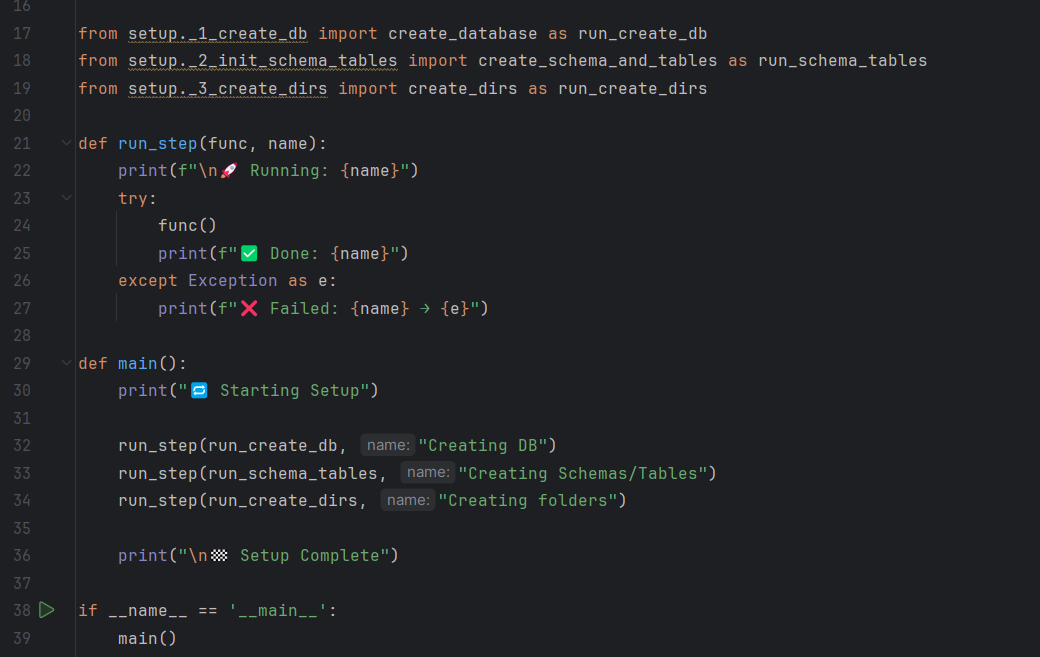 16
17 from setup._1_create_db import create_database as run_create_db
18 from setup._2_init_schema_tables import create_schema_and_tables as run_schema_tables
19 from setup._3_create_dirs import create_dirs as run_create_dirs
20
21 def run_step(func, name):
22     print(f"\n🚀 Running: {name}")
23     try:
24         func()
25         print(f"✅ Done: {name}")
26     except Exception as e:
27         print(f"❌ Failed: {name} → {e}")
28
29 def main():
30     print("🔁 Starting Setup")
31
32     run_step(run_create_db, name: "Creating DB")
33     run_step(run_schema_tables, name: "Creating Schemas/Tables")
34     run_step(run_create_dirs, name: "Creating folders")
35
36     print("\n🏁 Setup Complete")
37
38 if __name__ == '__main__':
39     main()